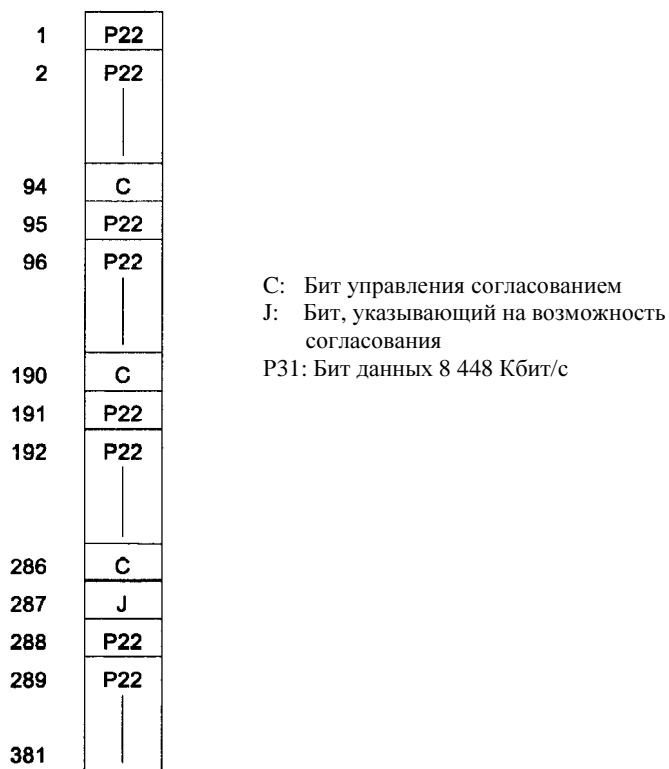 1 P22
2 P22
94 C
95 P22
96 P22
190 C
191 P22
192 P22
286 C
287 J
288 P22
289 P22
381
C: Бит управления согласованием
J: Бит, указывающий на возможность
согласования
P31: Бит данных 8 448 Кбит/с